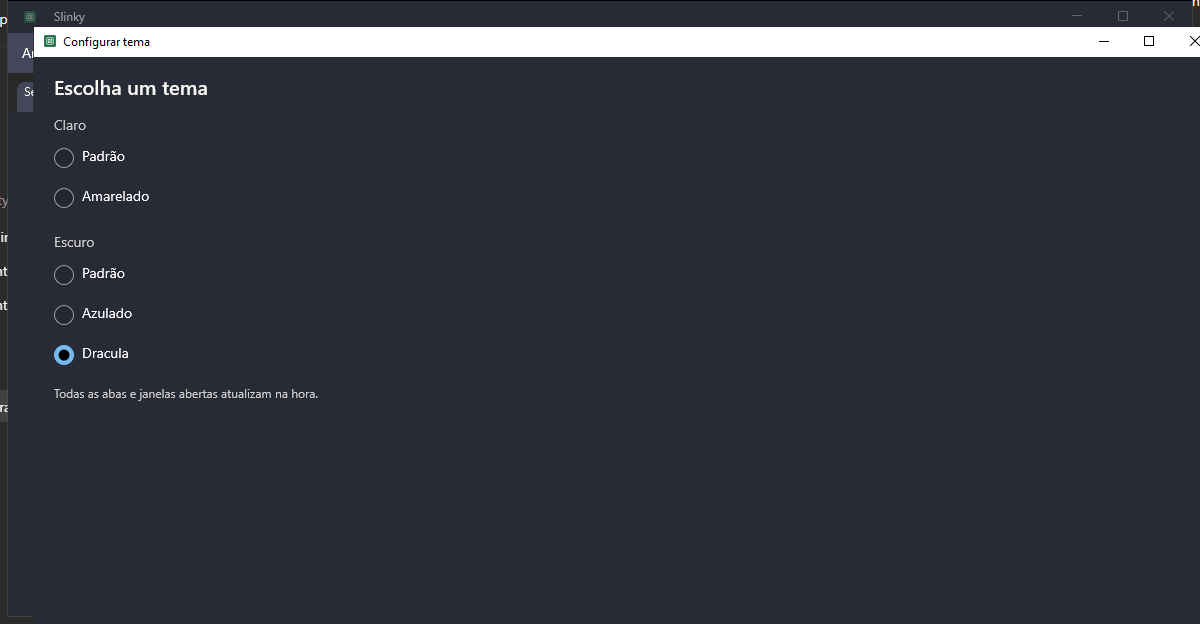 Slinky
Configurar tema
Escolha um tema
Claro
Padrão
Amarelado
Escuro
Padrão
Azulado
Dracula
Todas as abas e janelas abertas atualizam na hora.